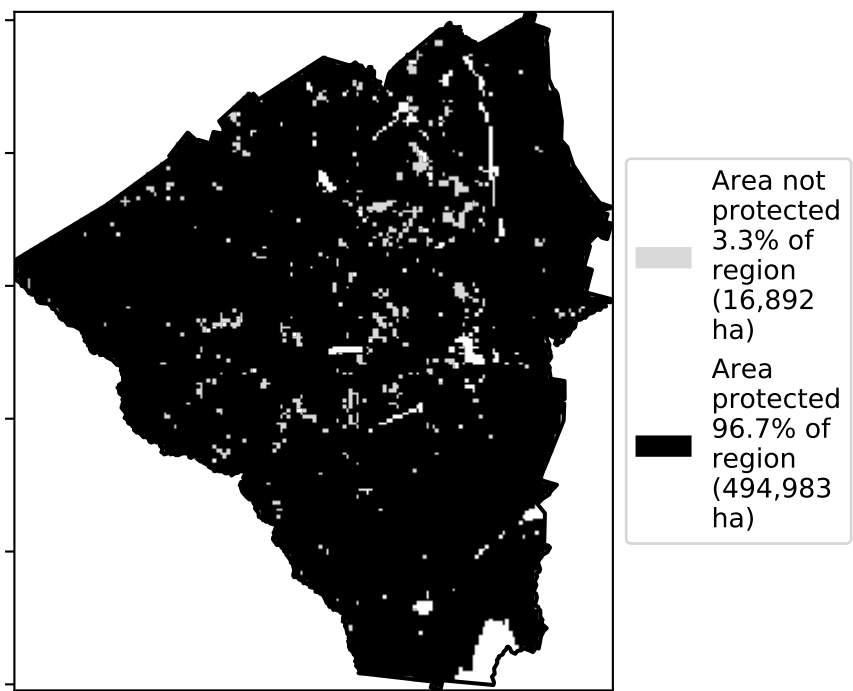 Area not
protected
3.3% of
region
(16,892
ha)
Area
protected
96.7% of
region
(494,983
ha)